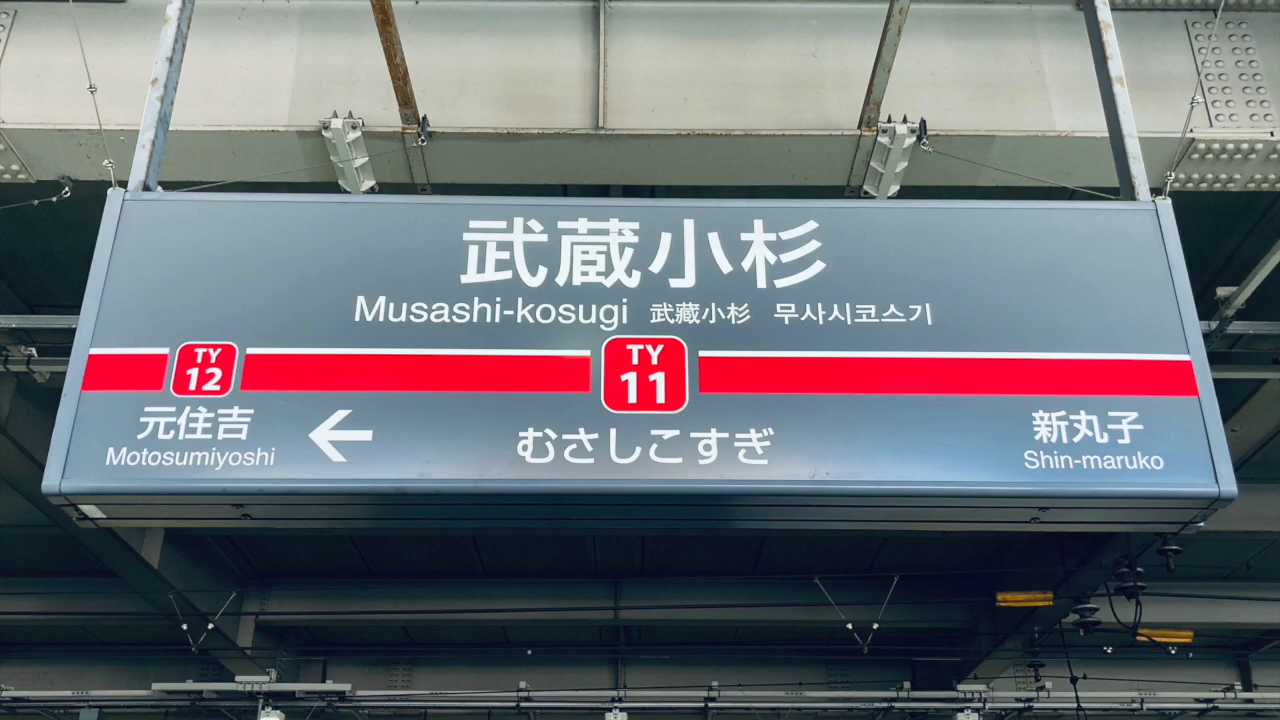 武蔵小杉
Musashi-kosugi 武藏小杉 무사시코스기
TY 12
TY 11
元住吉
Motosumiyoshi
←
むさしこすぎ
新丸子
Shin-maruko